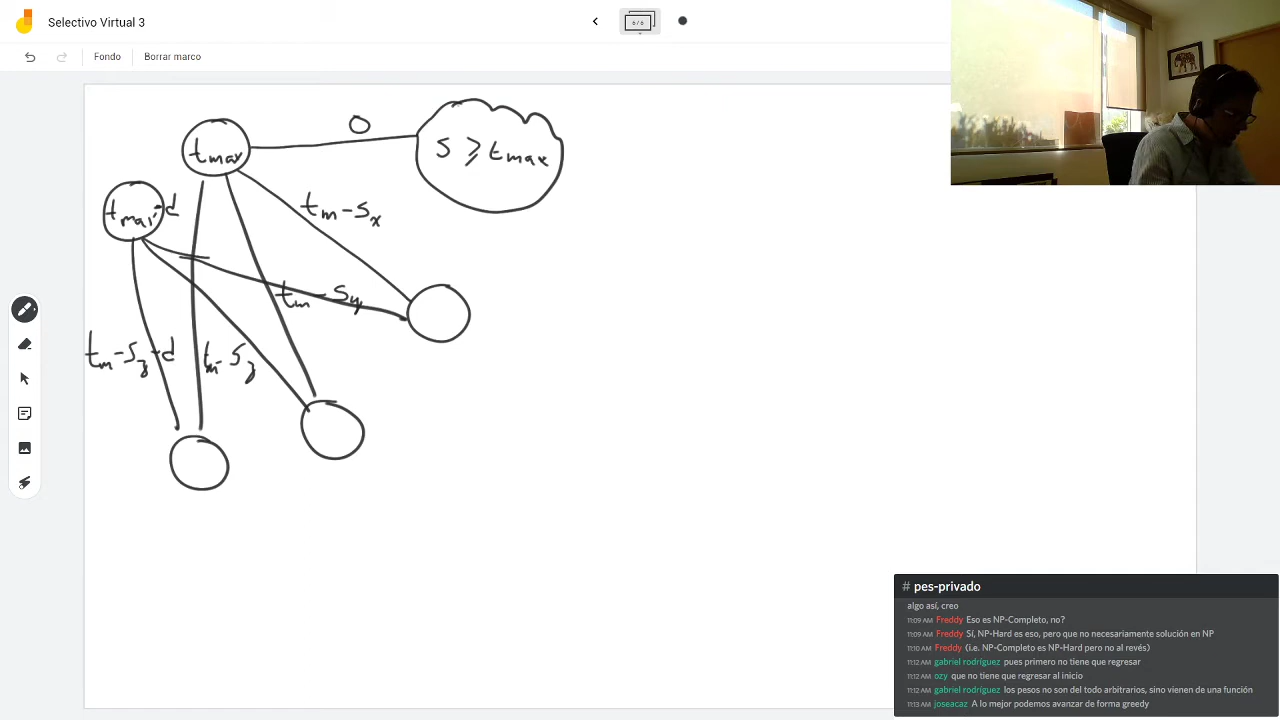 Selectivo Virtual 3
6 / 6
Fondo
Borrar marco
tmax
0
s ⩾ tmax
tmax-d
tm-sx
tm-sy
tm-sz-d
tm-sz
# pes-privado
algo así, creo
11:09 AM Freddy Eso es NP-Completo, no?
11:09 AM Freddy Sí, NP-Hard es eso, pero que no necesariamente solución en NP
11:10 AM Freddy (i.e. NP-Completo es NP-Hard pero no al revés)
11:12 AM gabriel rodríguez pues primero no tiene que regresar
11:12 AM ozy que no tiene que regresar al inicio
11:12 AM gabriel rodríguez los pesos no son del todo arbitrarios, sino vienen de una función
11:13 AM joseacaz A lo mejor podemos avanzar de forma greedy